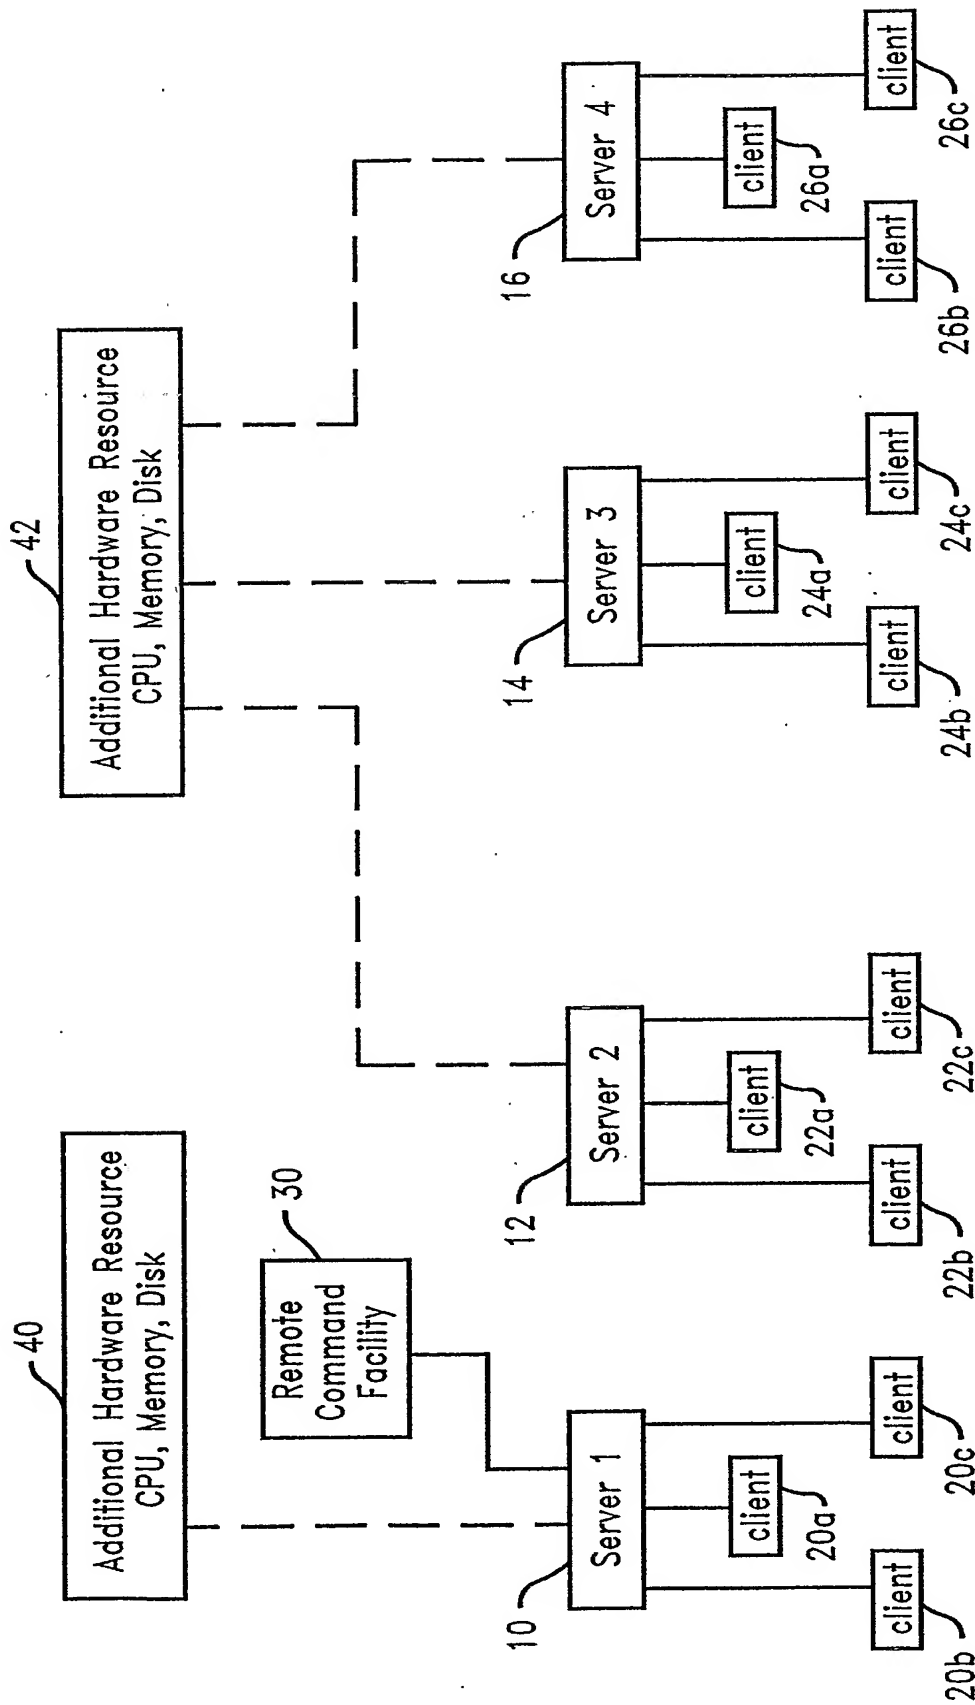 40
Additional Hardware Resource
CPU, Memory, Disk
42
Additional Hardware Resource
CPU, Memory, Disk
30
Remote
Command
Facility
10
Server 1
12
Server 2
14
Server 3
16
Server 4
client
20a
client
22a
client
24a
client
26a
client
20b
client
20c
client
22b
client
22c
client
24b
client
24c
client
26b
client
26c